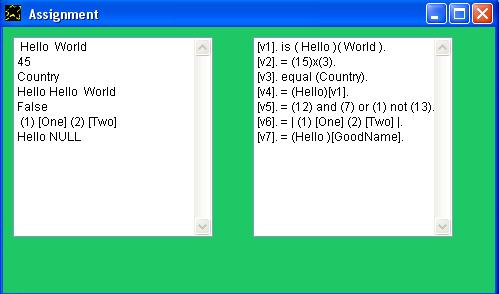 Assignment
Hello  World
45
Country
Hello Hello  World
False
(1) [One] (2) [Two]
Hello NULL
[v1]. is ( Hello )( World ).
[v2]. = (15)x(3).
[v3]. equal (Country).
[v4]. = (Hello)[v1].
[v5]. = (12) and (7) or (1) not (13).
[v6]. = | (1) [One] (2) [Two] |.
[v7]. = (Hello )[GoodName].